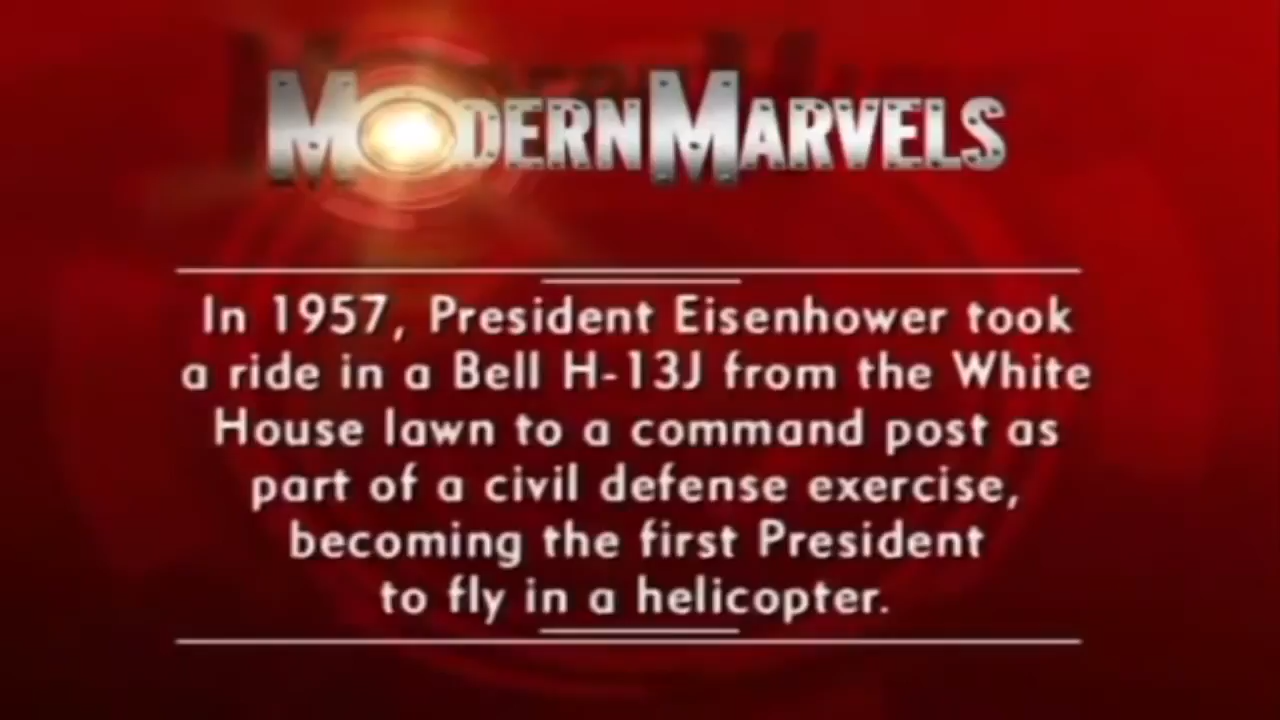 MODERN MARVELS
In 1957, President Eisenhower took
a ride in a Bell H-13J from the White
House lawn to a command post as
part of a civil defense exercise,
becoming the first President
to fly in a helicopter.